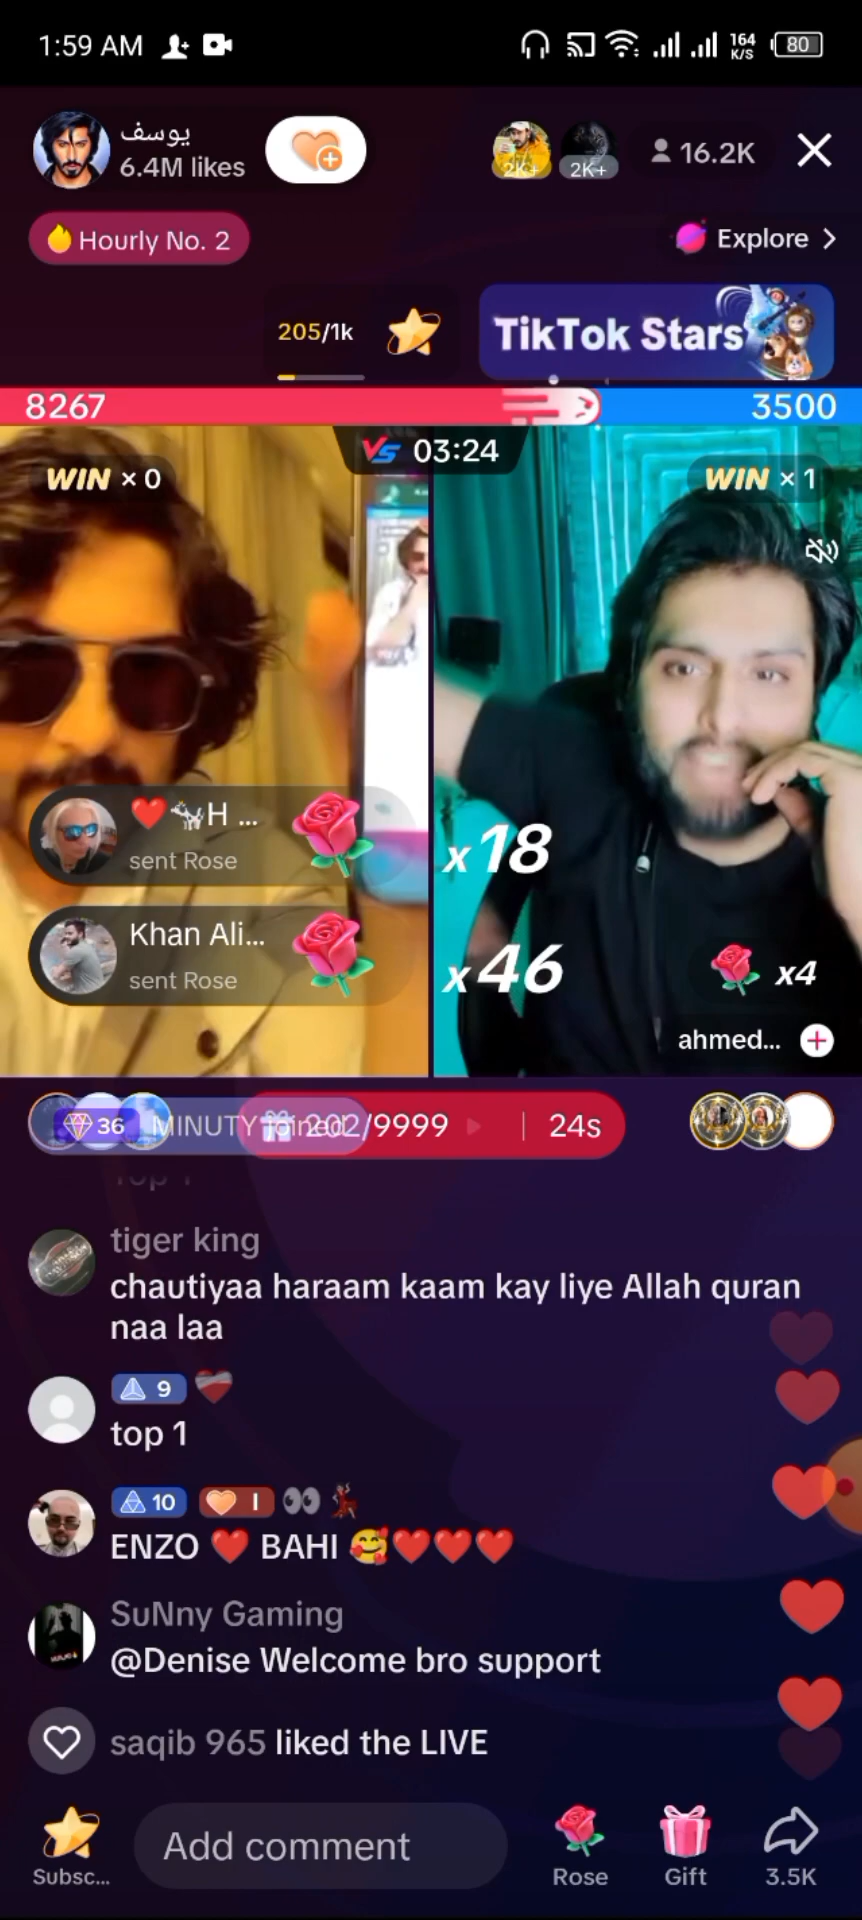 1:59 AM
164
K/S
80
يوسف
6.4M likes
2K+
2K+
16.2K
Hourly No. 2
Explore
205/1k
TikTok Stars
8267
3500
VS 03:24
WIN × 0
WIN × 1
H ...
sent Rose
x18
Khan Ali...
sent Rose
x46
x4
ahmed...
36
MINUTY joined
202/9999
24s
tiger king
chautiyaa haraam kaam kay liye Allah quran
naa laa
9
top 1
10
I
ENZO ❤️ BAHI 🥰❤️❤️❤️
SuNny Gaming
@Denise Welcome bro support
saqib 965 liked the LIVE
Subsc...
Add comment
Rose
Gift
3.5K